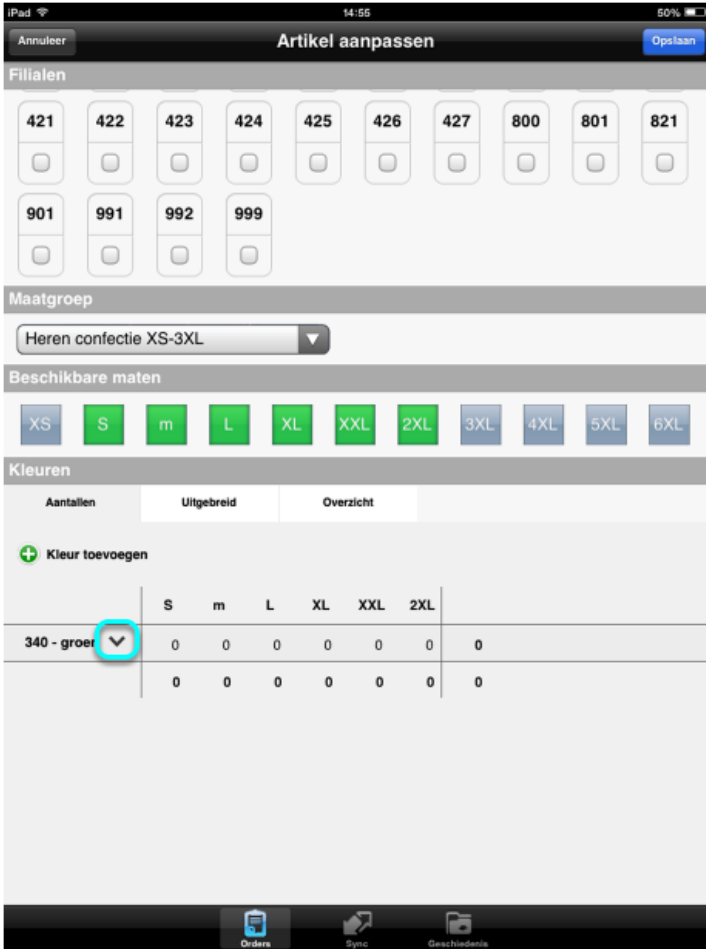 iPad 14:55 50%
Annuleer Artikel aanpassen Opslaan
Filialen
421 422 423 424 425 426 427 800 801 821
901 991 992 999
Maatgroep
Heren confectie XS-3XL
Beschikbare maten
XS S m L XL XXL 2XL 3XL 4XL 5XL 6XL
Kleuren
Aantallen Uitgebreid Overzicht
Kleur toevoegen
S m L XL XXL 2XL
340 - groen 0 0 0 0 0 0 0
0 0 0 0 0 0 0
Orders Sync Geschiedenis